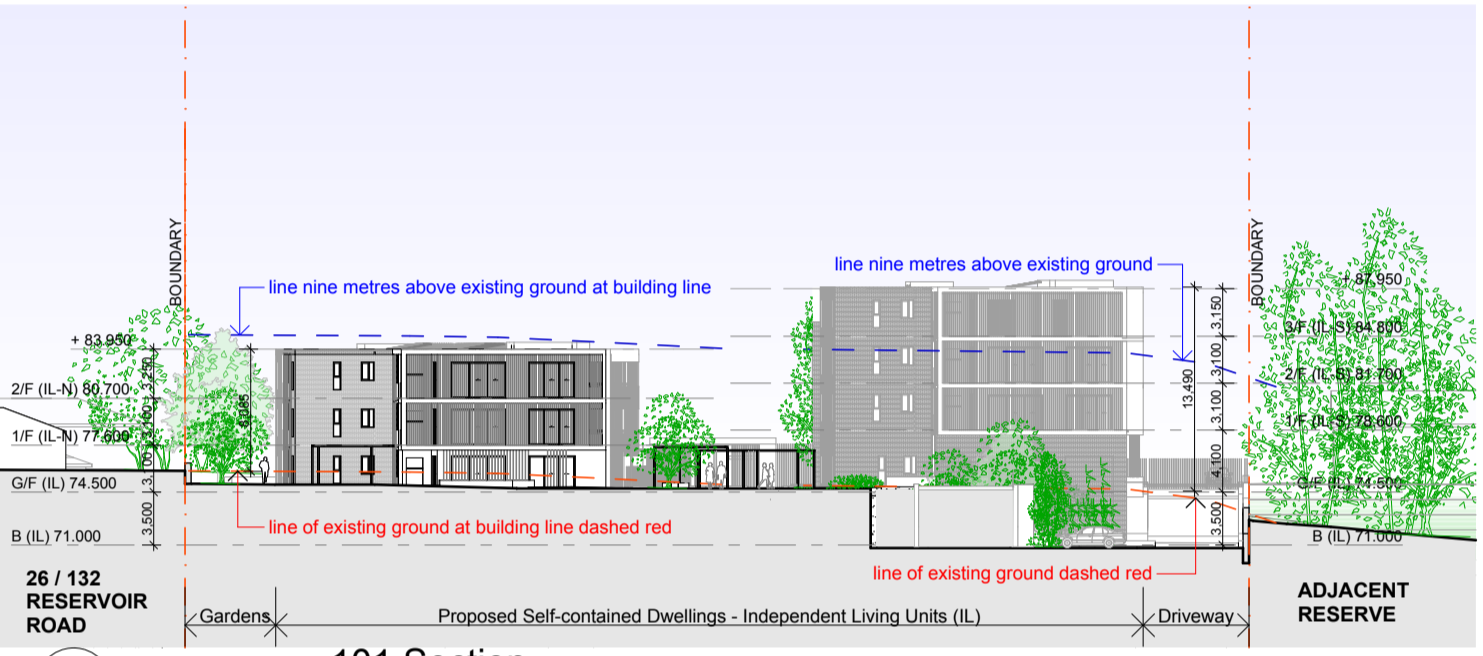 BOUNDARY
BOUNDARY
line nine metres above existing ground
line nine metres above existing ground at building line
+ 87.950
+ 83.950
3/F (IL-S) 84.800
2/F (IL-N) 80.700
2/F (IL-S) 81.700
1/F (IL-N) 77.600
1/F (IL-S) 78.600
G/F (IL) 74.500
G/F (IL) 74.500
B (IL) 71.000
B (IL) 71.000
3.250
3.100
3.100
3.500
13.490
3.150
3.100
3.100
4.100
3.500
line of existing ground at building line dashed red
line of existing ground dashed red
26 / 132
RESERVOIR
ROAD
Gardens
Proposed Self-contained Dwellings - Independent Living Units (IL)
Driveway
ADJACENT
RESERVE
101 Section